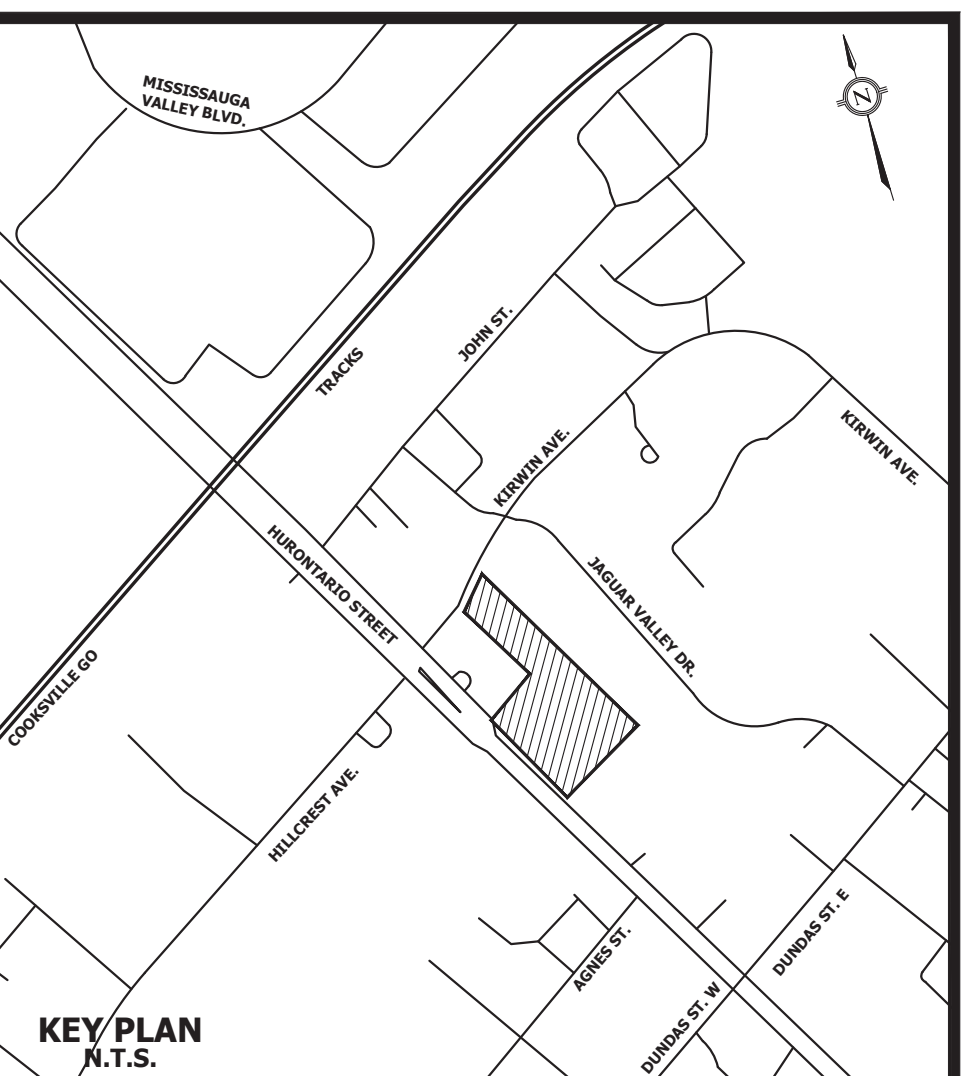 MISSISSAUGA
VALLEY BLVD.
N
JOHN ST.
TRACKS
KIRWIN AVE.
KIRWIN AVE.
HURONTARIO STREET
JAGUAR VALLEY DR.
COOKSVILLE GO
HILLCREST AVE.
DUNDAS ST. E
AGNES ST.
DUNDAS ST. W
KEY PLAN
N.T.S.